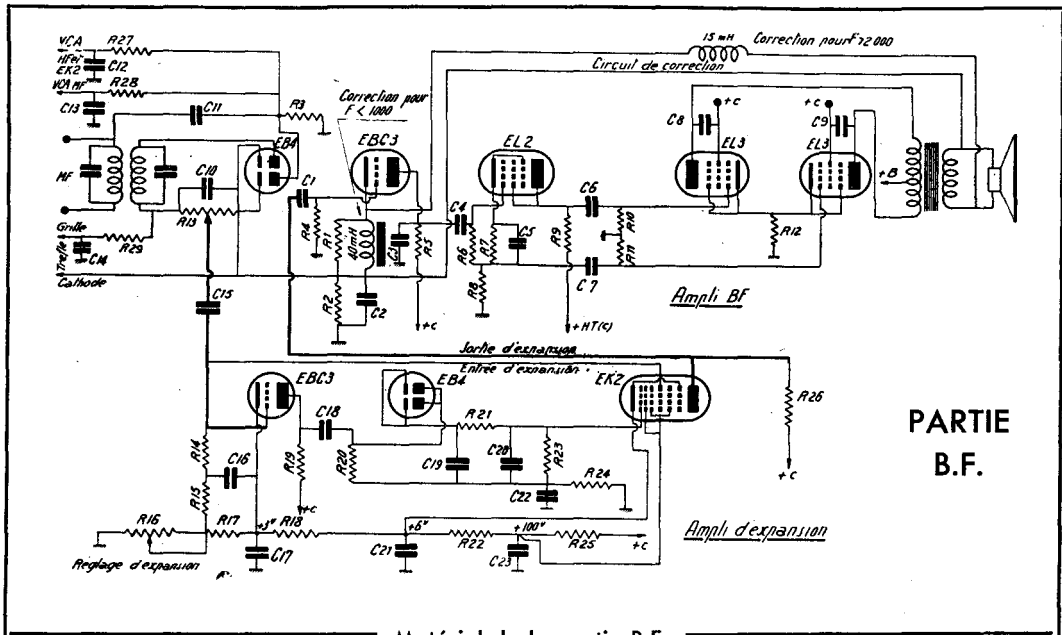 VCA
R27
HF et
EK2
C12
VCA MF
R28
C13
C11
R3
EB4
MF
C10
R13
Grille
R29
C14
Trèfle
Cathode
C15
C1
R4
Correction pour
F < 1000
EBC3
R1
40mH
C3
R5
R2
C2
+c
15 mH
Correction pour F>2000
Circuit de correction
EL2
C4
R6
R7
C5
R8
C6
R9
C7
+HT(c)
R10
R11
C8
+c
EL3
R12
+c
C9
EL3
+B
Ampli BF
Sortie d'expansion
Entrée d'expansion
EBC3
EB4
EK2
R26
+c
R14
C16
R15
R19
+c
C18
R20
R21
C19
C20
R23
C22
R24
R16
R17
+3v
R18
C17
+6v
C21
R22
+100v
C23
R25
+c
Réglage d'expansion
Ampli d'expansion
PARTIE
B.F.